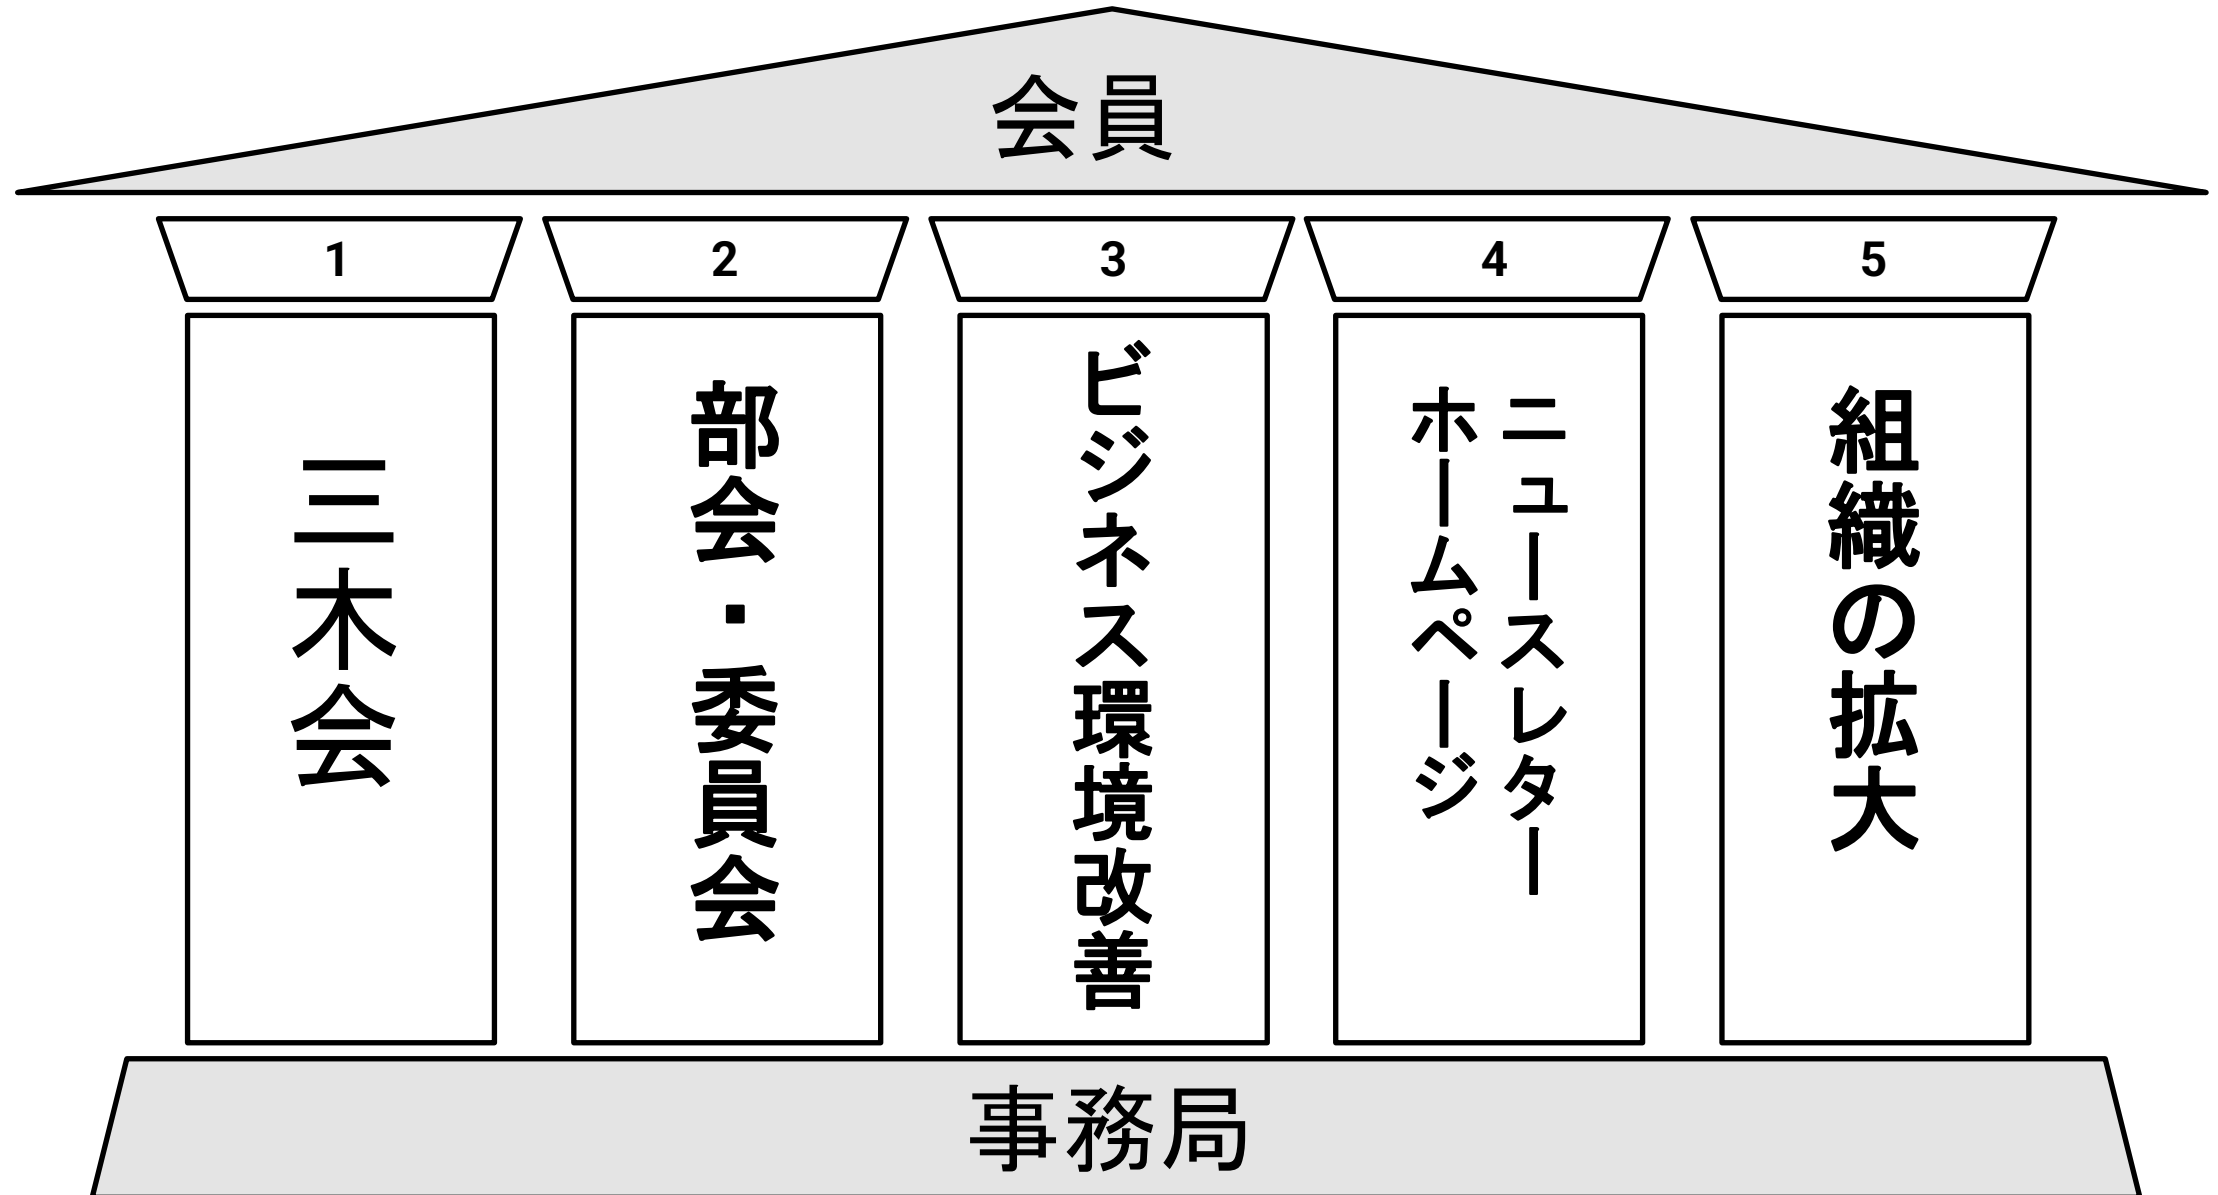 会員
1
三木会
2
部会・委員会
3
ビジネス環境改善
4
ニュースレター
ホームページ
5
組織の拡大
事務局